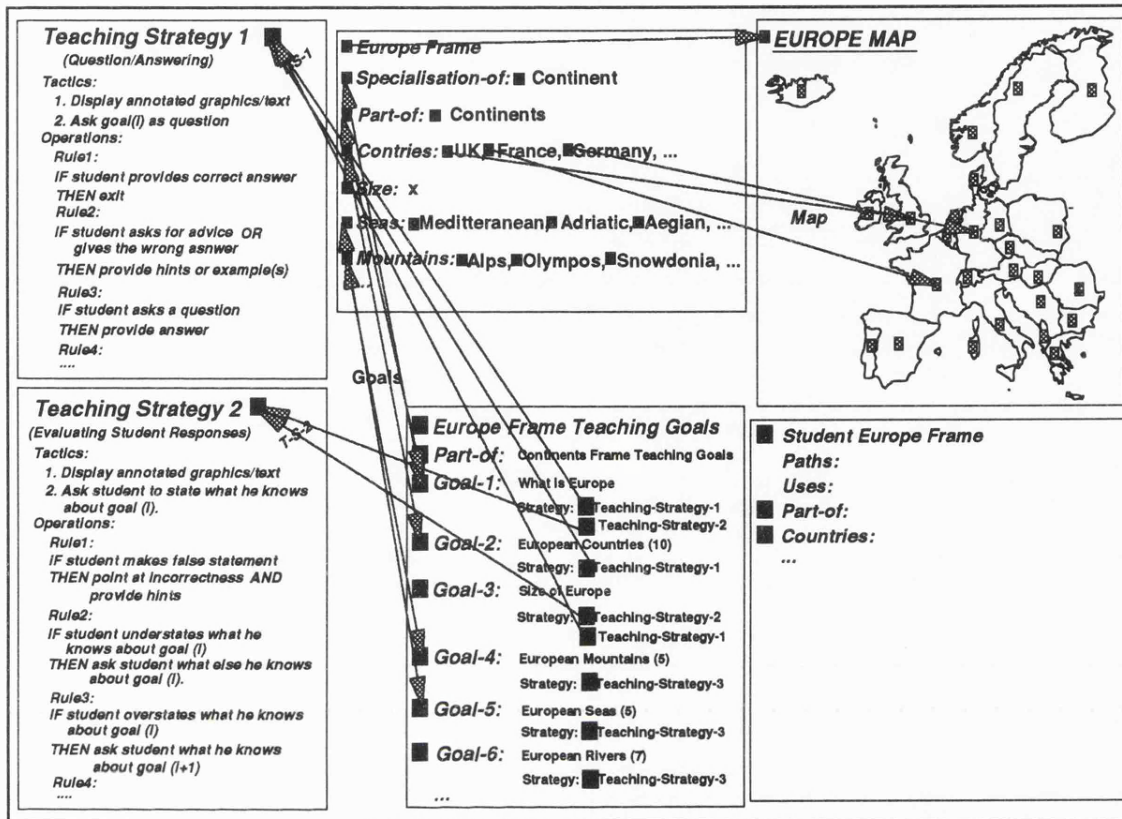 Teaching Strategy 1
(Question/Answering)
Tactics:
1. Display annotated graphics/text
2. Ask goal(i) as question
Operations:
Rule1:
IF student provides correct answer
THEN exit
Rule2:
IF student asks for advice OR
gives the wrong asnwer
THEN provide hints or example(s)
Rule3:
IF student asks a question
THEN provide answer
Rule4:
....
Teaching Strategy 2
(Evaluating Student Responses)
Tactics:
1. Display annotated graphics/text
2. Ask student to state what he knows
about goal (i).
Operations:
Rule1:
IF student makes false statement
THEN point at incorrectness AND
provide hints
Rule2:
IF student understates what he
knows about goal (i)
THEN ask student what else he knows
about goal (i).
Rule3:
IF student overstates what he knows
about goal (i)
THEN ask student what he knows
about goal (i+1)
Rule4:
....
T-S-2
Europe Frame
Specialisation-of: Continent
Part-of: Continents
Contries: UK, France, Germany, ...
Size: x
Seas: Meditteranean, Adriatic, Aegian, ...
Mountains: Alps, Olympos, Snowdonia, ...
...
Goals
Map
EUROPE MAP
Europe Frame Teaching Goals
Part-of: Continents Frame Teaching Goals
Goal-1: What is Europe
Strategy: Teaching-Strategy-1
Teaching-Strategy-2
Goal-2: European Countries (10)
Strategy: Teaching-Strategy-1
Goal-3: Size of Europe
Strategy: Teaching-Strategy-2
Teaching-Strategy-1
Goal-4: European Mountains (5)
Strategy: Teaching-Strategy-3
Goal-5: European Seas (5)
Strategy: Teaching-Strategy-3
Goal-6: European Rivers (7)
Strategy: Teaching-Strategy-3
...
Student Europe Frame
Paths:
Uses:
Part-of:
Countries:
...